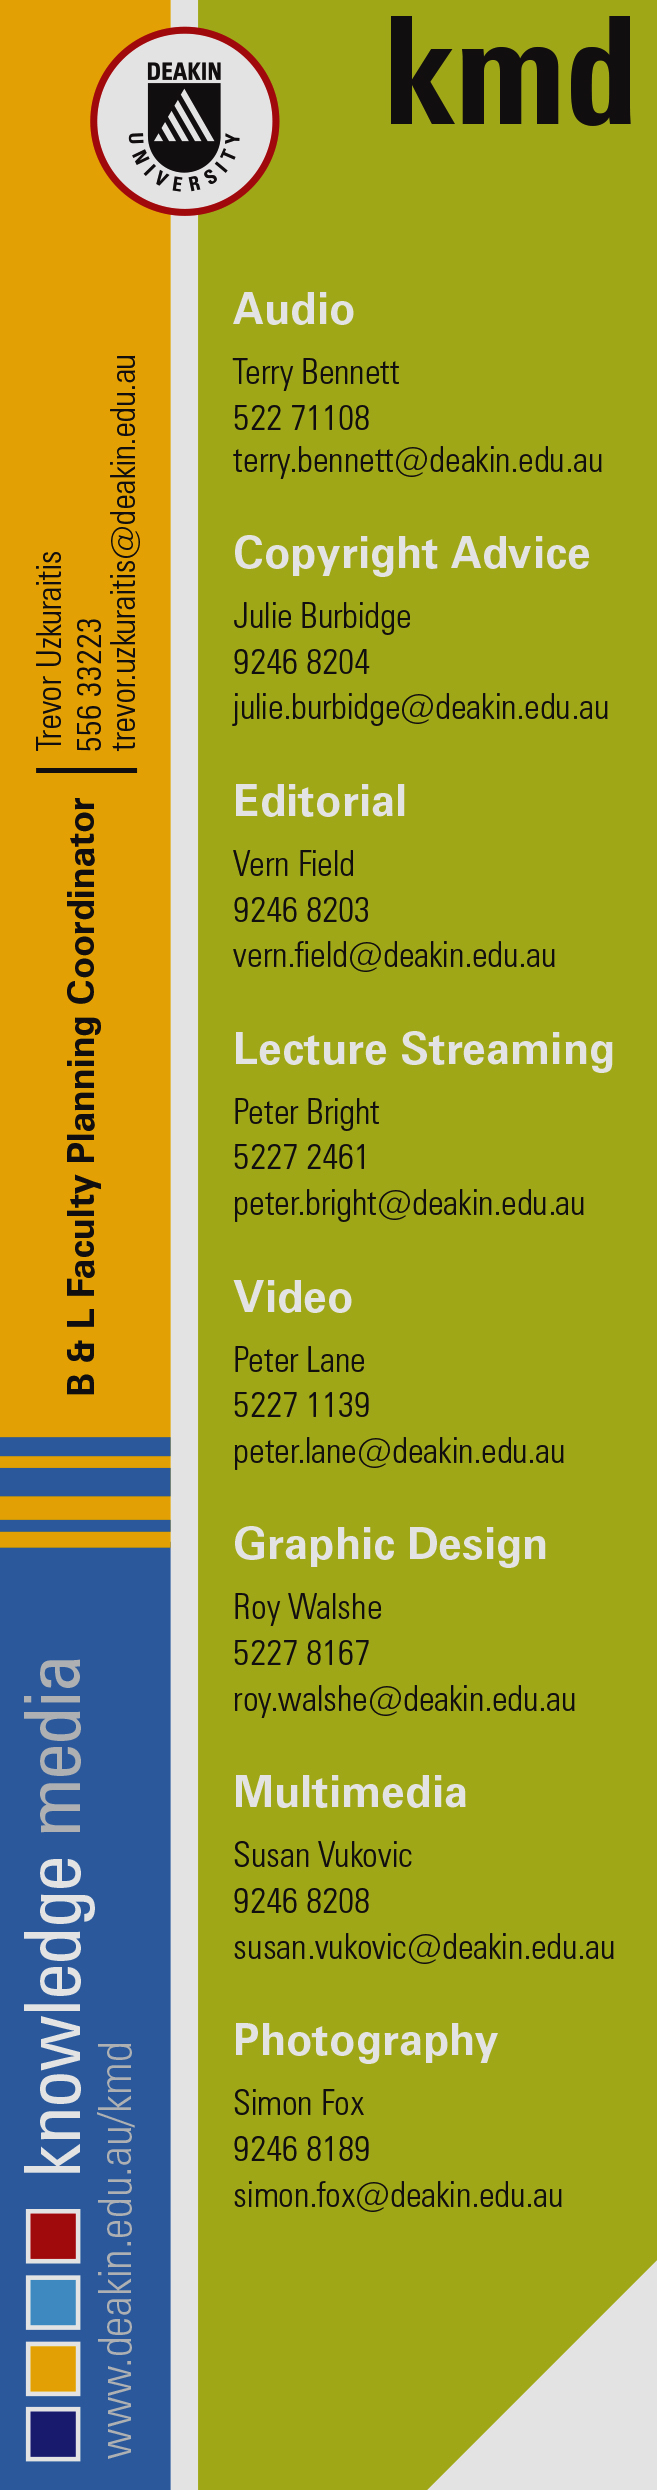 DEAKIN
UNIVERSITY
kmd
Trevor Uzkuraitis
556 33223
trevor.uzkuraitis@deakin.edu.au
B & L Faculty Planning Coordinator
knowledge media
www.deakin.edu.au/kmd
Audio
Terry Bennett
522 71108
terry.bennett@deakin.edu.au
Copyright Advice
Julie Burbidge
9246 8204
julie.burbidge@deakin.edu.au
Editorial
Vern Field
9246 8203
vern.field@deakin.edu.au
Lecture Streaming
Peter Bright
5227 2461
peter.bright@deakin.edu.au
Video
Peter Lane
5227 1139
peter.lane@deakin.edu.au
Graphic Design
Roy Walshe
5227 8167
roy.walshe@deakin.edu.au
Multimedia
Susan Vukovic
9246 8208
susan.vukovic@deakin.edu.au
Photography
Simon Fox
9246 8189
simon.fox@deakin.edu.au